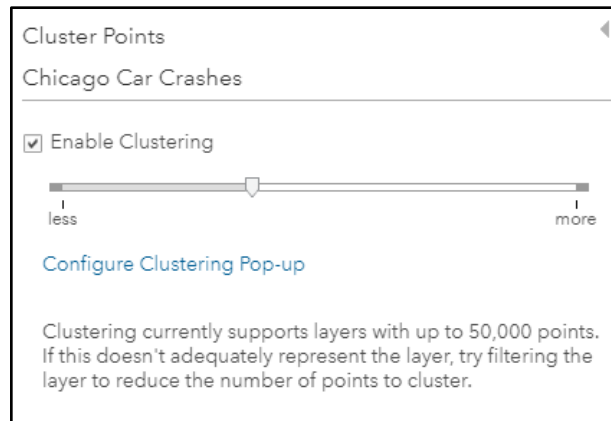 Cluster Points
Chicago Car Crashes
Enable Clustering
less
more
Configure Clustering Pop-up
Clustering currently supports layers with up to 50,000 points.
If this doesn't adequately represent the layer, try filtering the
layer to reduce the number of points to cluster.